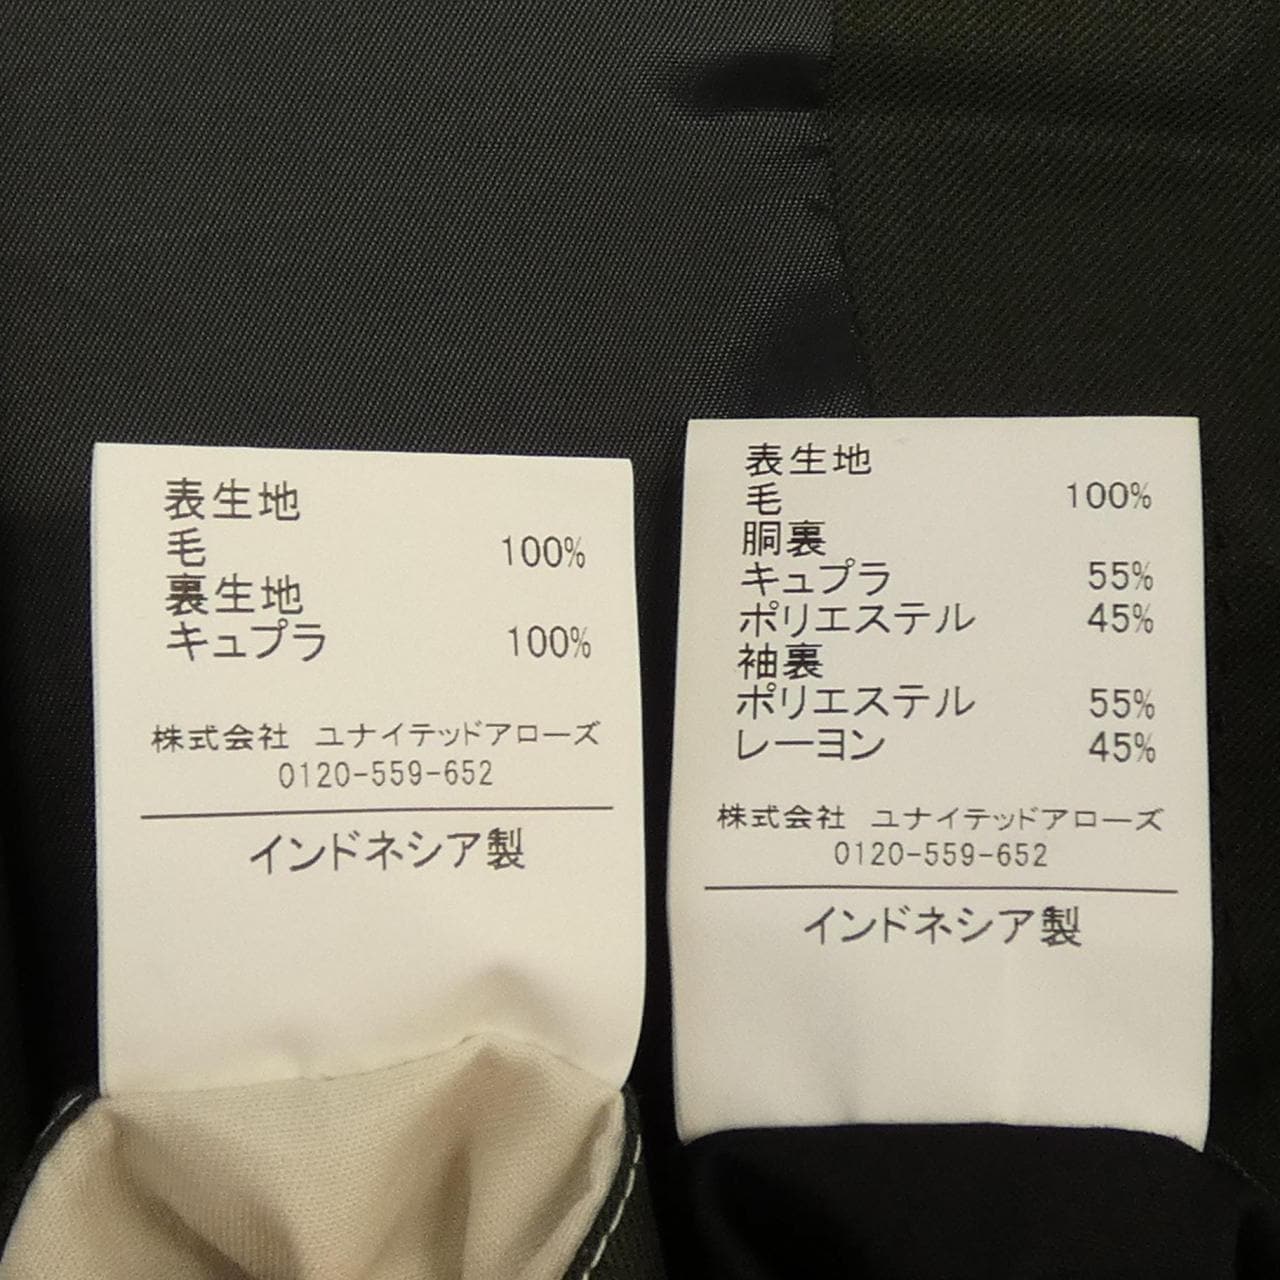 表生地
毛 100%
裏生地
キュプラ 100%
株式会社 ユナイテッドアローズ
0120-559-652
インドネシア製
表生地
毛 100%
胴裏
キュプラ 55%
ポリエステル 45%
袖裏
ポリエステル 55%
レーヨン 45%
株式会社 ユナイテッドアローズ
0120-559-652
インドネシア製